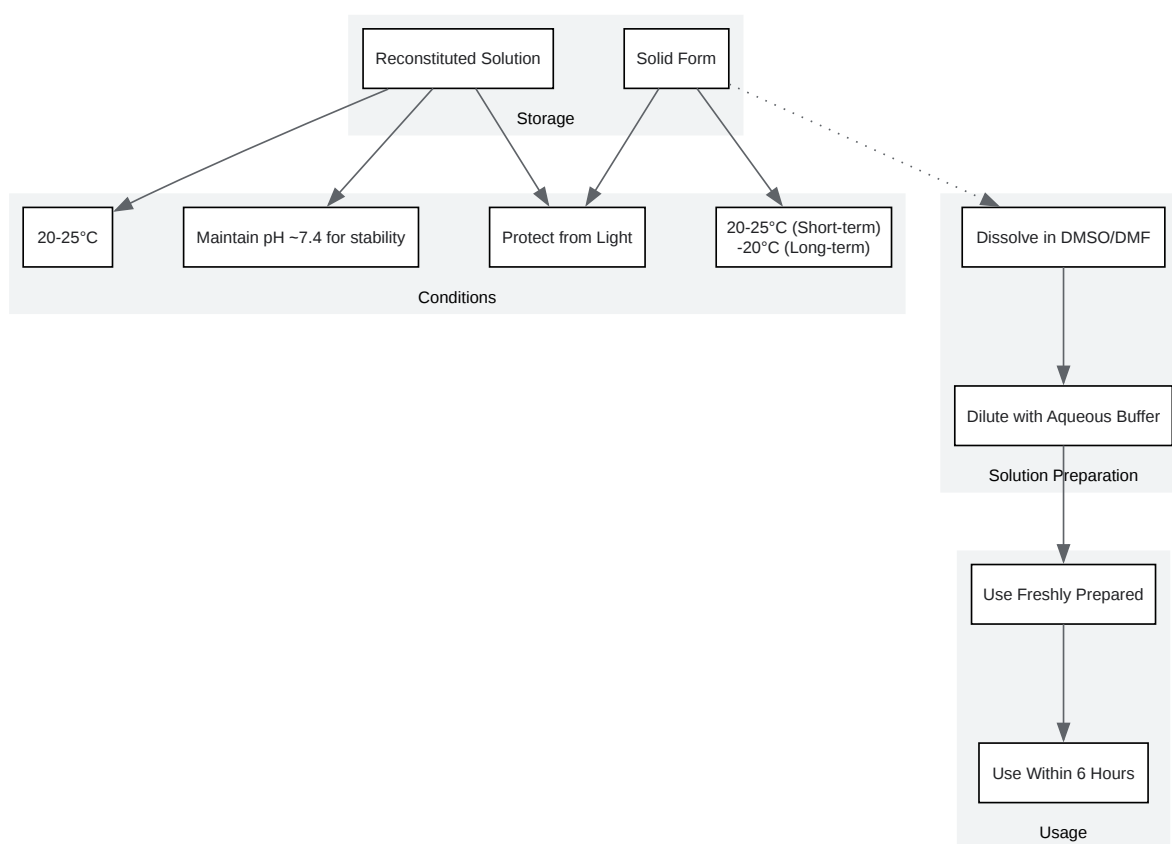 Reconstituted Solution
Solid Form
Storage
20-25°C
Maintain pH ~7.4 for stability
Protect from Light
20-25°C (Short-term)
-20°C (Long-term)
Conditions
Dissolve in DMSO/DMF
Dilute with Aqueous Buffer
Solution Preparation
Use Freshly Prepared
Use Within 6 Hours
Usage